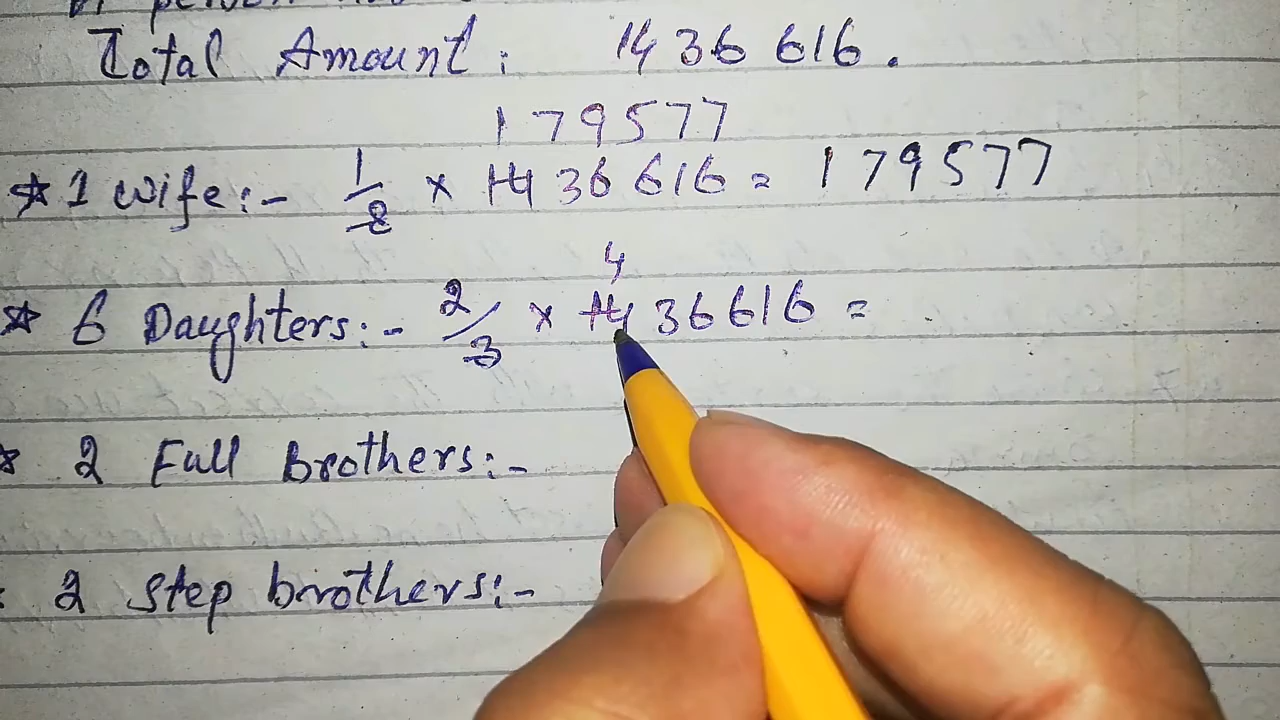 Total Amount: 1436616.
179577
* 1 Wife:- 1/8 × 1436616 = 179577
4
* 6 Daughters:- 2/3 × 1436616 =
* 2 Full Brothers:-
2 Step brothers:-